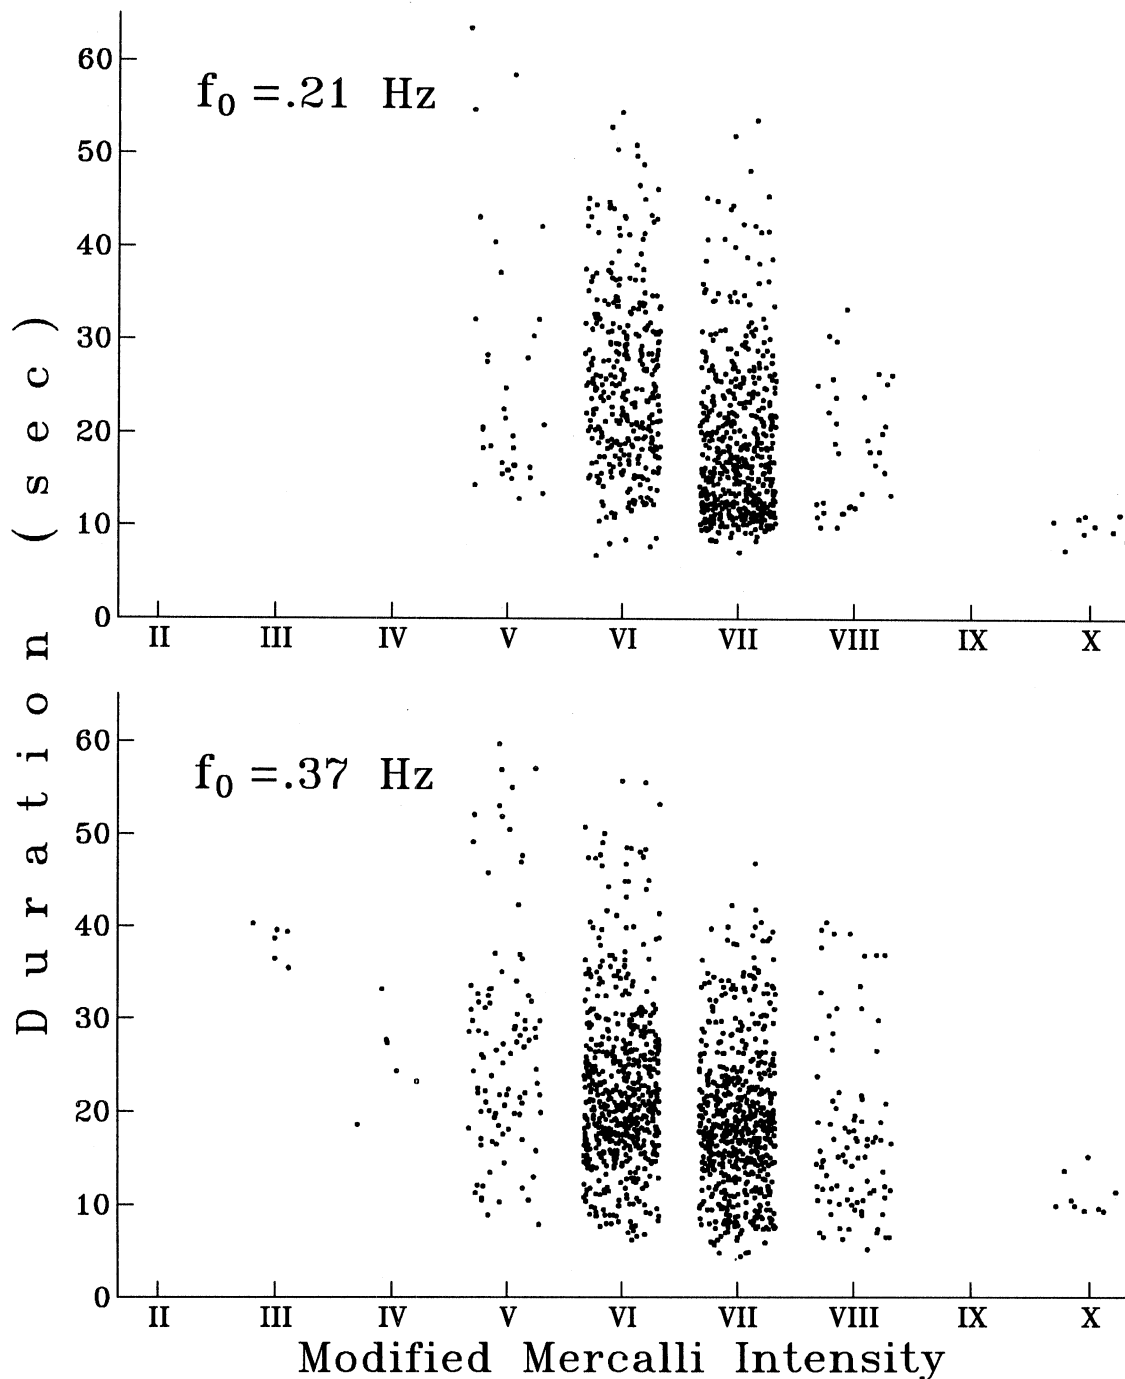 60
f₀ =.21 Hz
50
40
30
20
10
0
II III IV V VI VII VIII IX X
Duration (sec)
60
f₀ =.37 Hz
50
40
30
20
10
0
II III IV V VI VII VIII IX X
Modified Mercalli Intensity